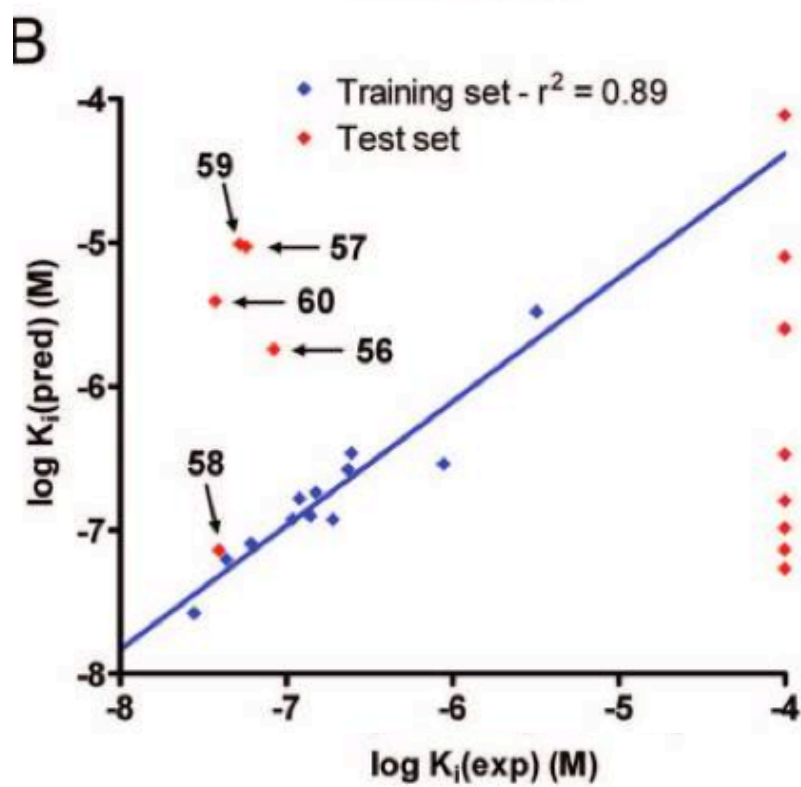 B
Training set - r² = 0.89
Test set
-4
59
-5
57
60
56
-6
58
-7
-8
-8 -7 -6 -5 -4
log Kᵢ(pred) (M)
log Kᵢ(exp) (M)